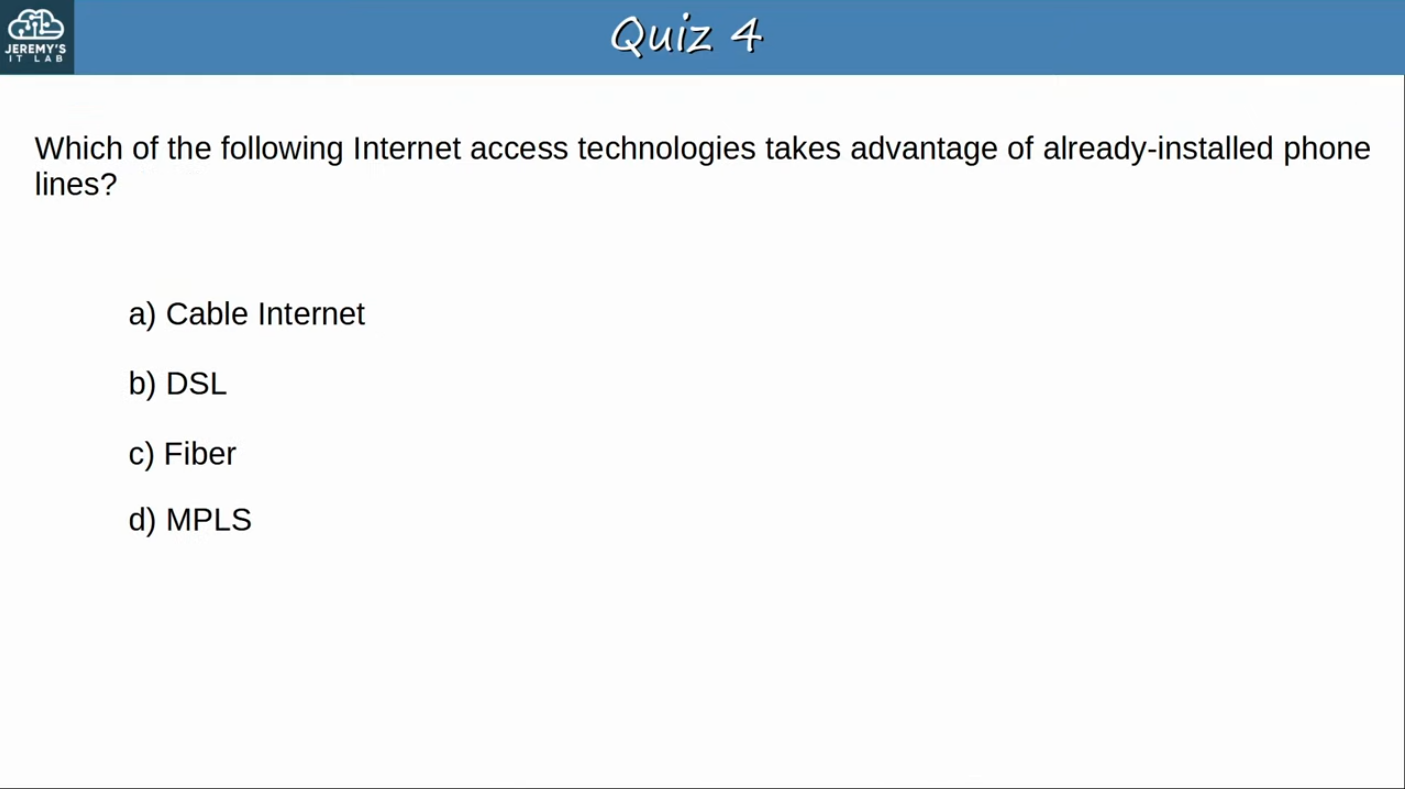 JEREMY'S
IT LAB
Quiz 4
Which of the following Internet access technologies takes advantage of already-installed phone
lines?
a) Cable Internet
b) DSL
c) Fiber
d) MPLS